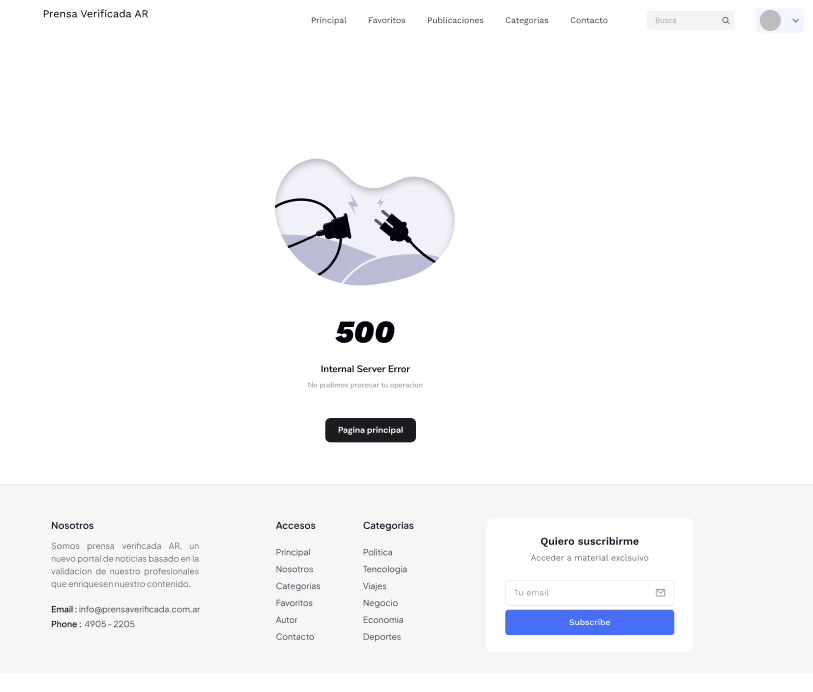 Prensa Verificada AR
Principal Favoritos Publicaciones Categorias Contacto Busca
500
Internal Server Error
No pudimos procesar tu operacion
Pagina principal
Nosotros
Somos prensa verificada AR, un
nuevo portal de noticias basado en la
validacion de nuestro profesionales
que enriquesen nuestro contenido.
Email : info@prensaverificada.com.ar
Phone : 4905 - 2205
Accesos
Principal
Nosotros
Categorias
Favoritos
Autor
Contacto
Categorias
Politica
Tencologia
Viajes
Negocio
Economia
Deportes
Quiero suscribirme
Acceder a material exclsuivo
Tu email
Subscribe